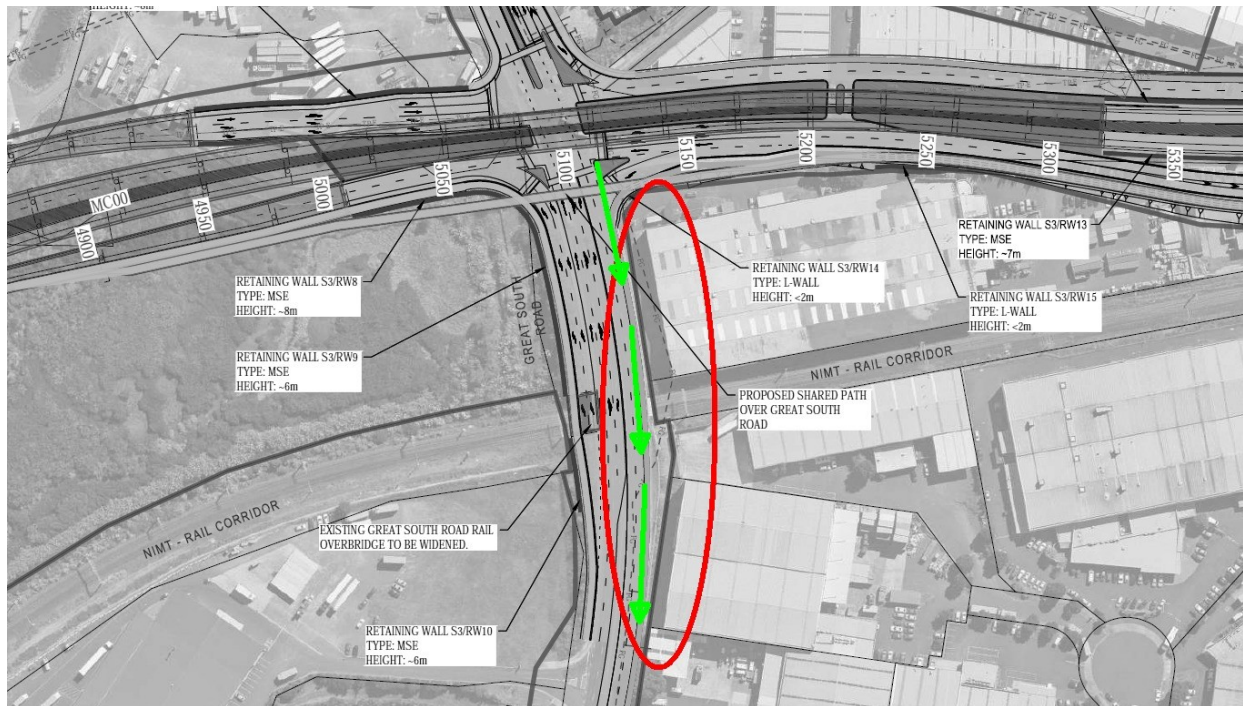 HEIGHT: ~8m
MC00
4900
4950
5000
5050
5100
5150
5200
5250
5300
5350
RETAINING WALL S3/RW13
TYPE: MSE
HEIGHT: ~7m
RETAINING WALL S3/RW14
TYPE: L-WALL
HEIGHT: <2m
RETAINING WALL S3/RW8
TYPE: MSE
HEIGHT: ~8m
RETAINING WALL S3/RW15
TYPE: L-WALL
HEIGHT: <2m
GREAT SOUTH
ROAD
RETAINING WALL S3/RW9
TYPE: MSE
HEIGHT: ~6m
NIMT - RAIL CORRIDOR
PROPOSED SHARED PATH
OVER GREAT SOUTH
ROAD
NIMT - RAIL CORRIDOR
EXISTING GREAT SOUTH ROAD RAIL
OVERBRIDGE TO BE WIDENED.
RETAINING WALL S3/RW10
TYPE: MSE
HEIGHT: ~6m